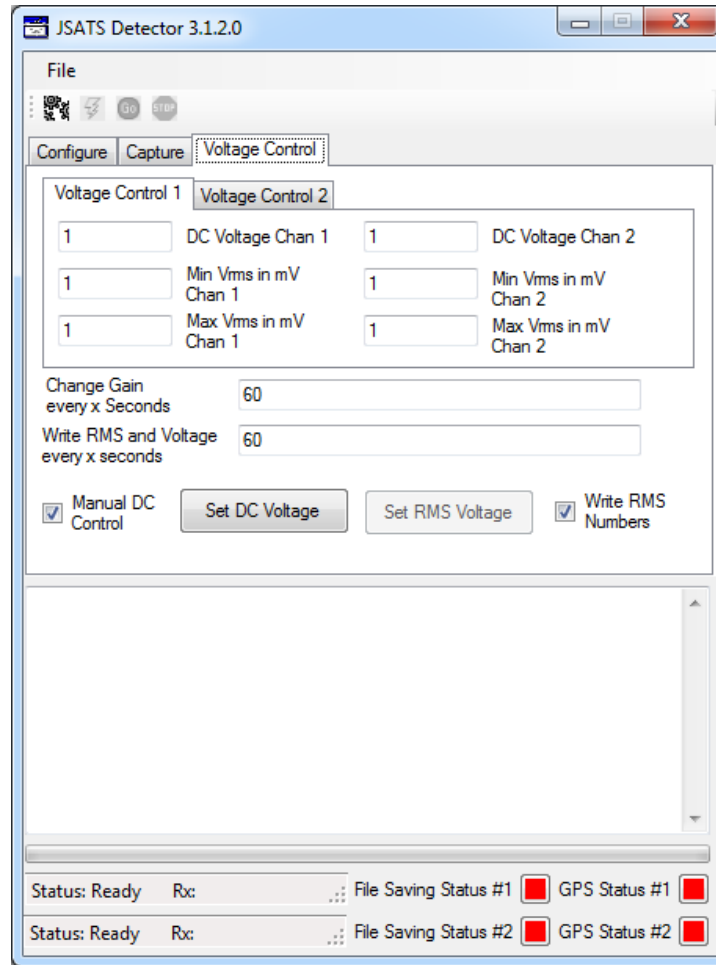 JSATS Detector 3.1.2.0
File
Go STOP
Configure Capture Voltage Control
Voltage Control 1 Voltage Control 2
1 DC Voltage Chan 1 1 DC Voltage Chan 2
1 Min Vrms in mV
Chan 1
1 Min Vrms in mV
Chan 2
1 Max Vrms in mV
Chan 1
1 Max Vrms in mV
Chan 2
Change Gain
every x Seconds
60
Write RMS and Voltage
every x seconds
60
Manual DC
Control
Set DC Voltage
Set RMS Voltage
Write RMS
Numbers
Status: Ready Rx: File Saving Status #1 GPS Status #1
Status: Ready Rx: File Saving Status #2 GPS Status #2